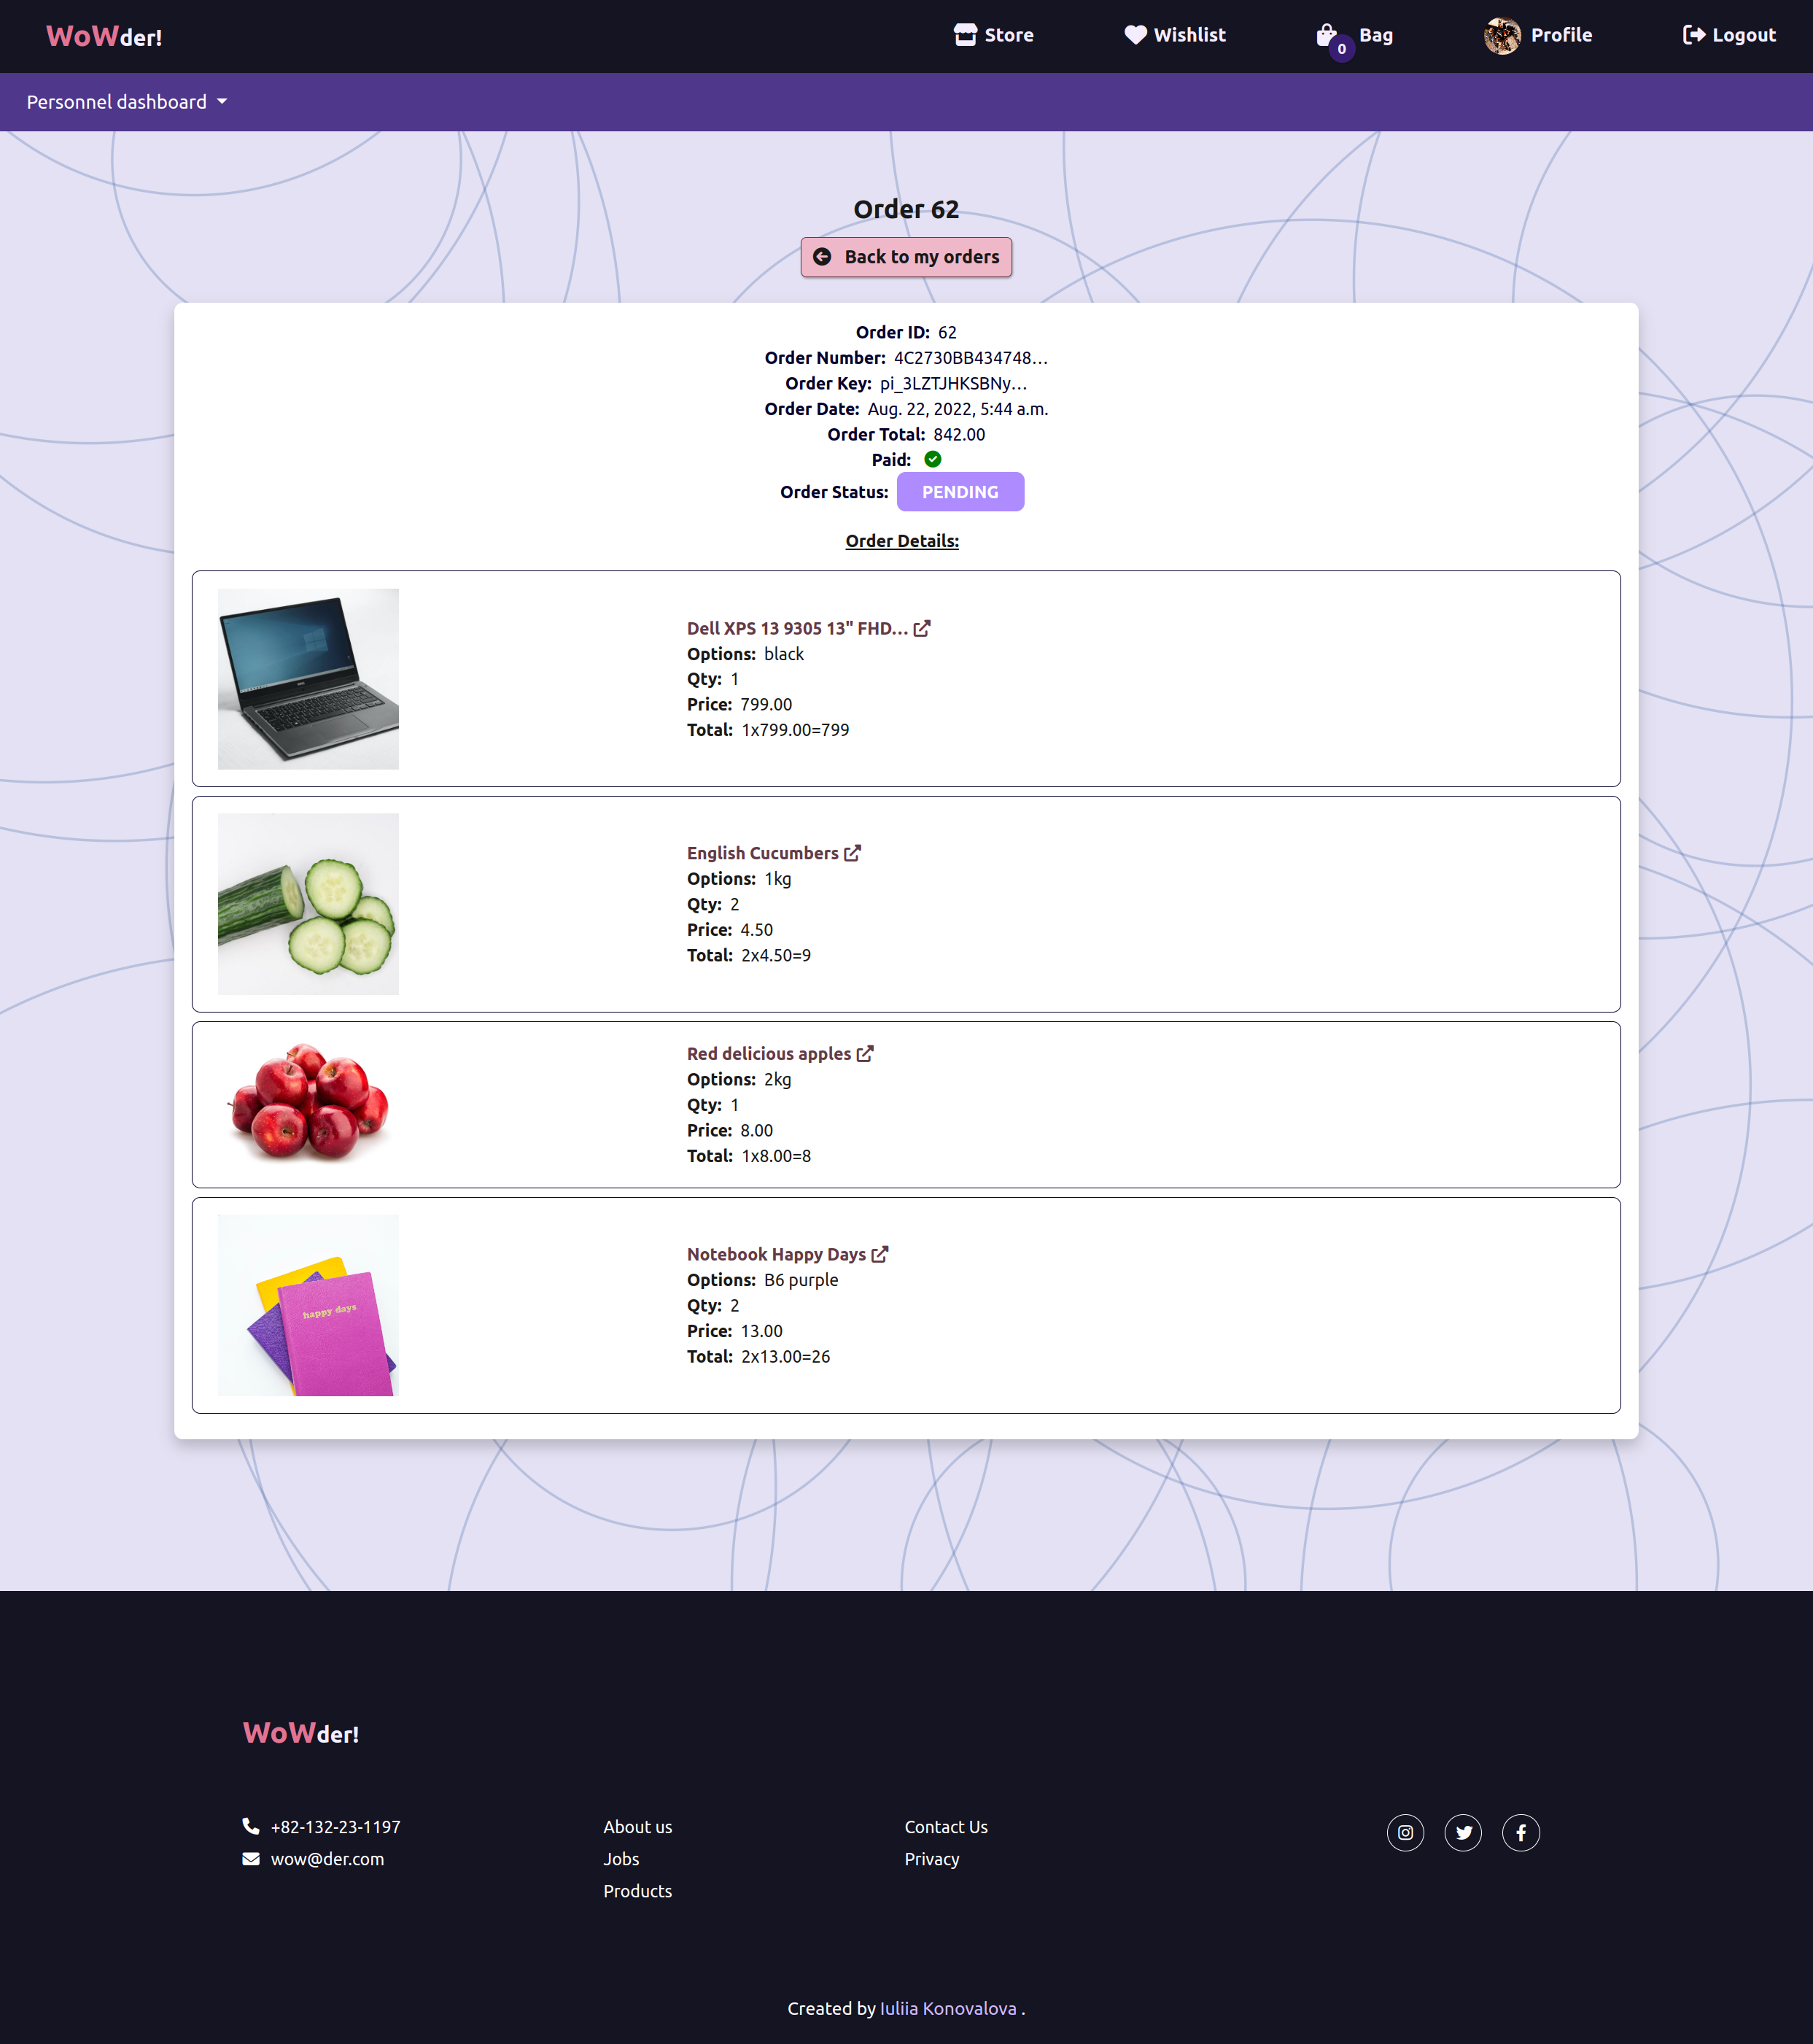 WoWder!
Store
Wishlist
0
Bag
Profile
Logout
Personnel dashboard
Order 62
Back to my orders
Order ID: 62
Order Number: 4C2730BB434748...
Order Key: pi_3LZTJHKSBNy...
Order Date: Aug. 22, 2022, 5:44 a.m.
Order Total: 842.00
Paid:
Order Status: PENDING
Order Details:
Dell XPS 13 9305 13" FHD...
Options: black
Qty: 1
Price: 799.00
Total: 1x799.00=799
English Cucumbers
Options: 1kg
Qty: 2
Price: 4.50
Total: 2x4.50=9
Red delicious apples
Options: 2kg
Qty: 1
Price: 8.00
Total: 1x8.00=8
happy days
Notebook Happy Days
Options: B6 purple
Qty: 2
Price: 13.00
Total: 2x13.00=26
WoWder!
+82-132-23-1197
wow@der.com
About us
Jobs
Products
Contact Us
Privacy
Created by Iuliia Konovalova .